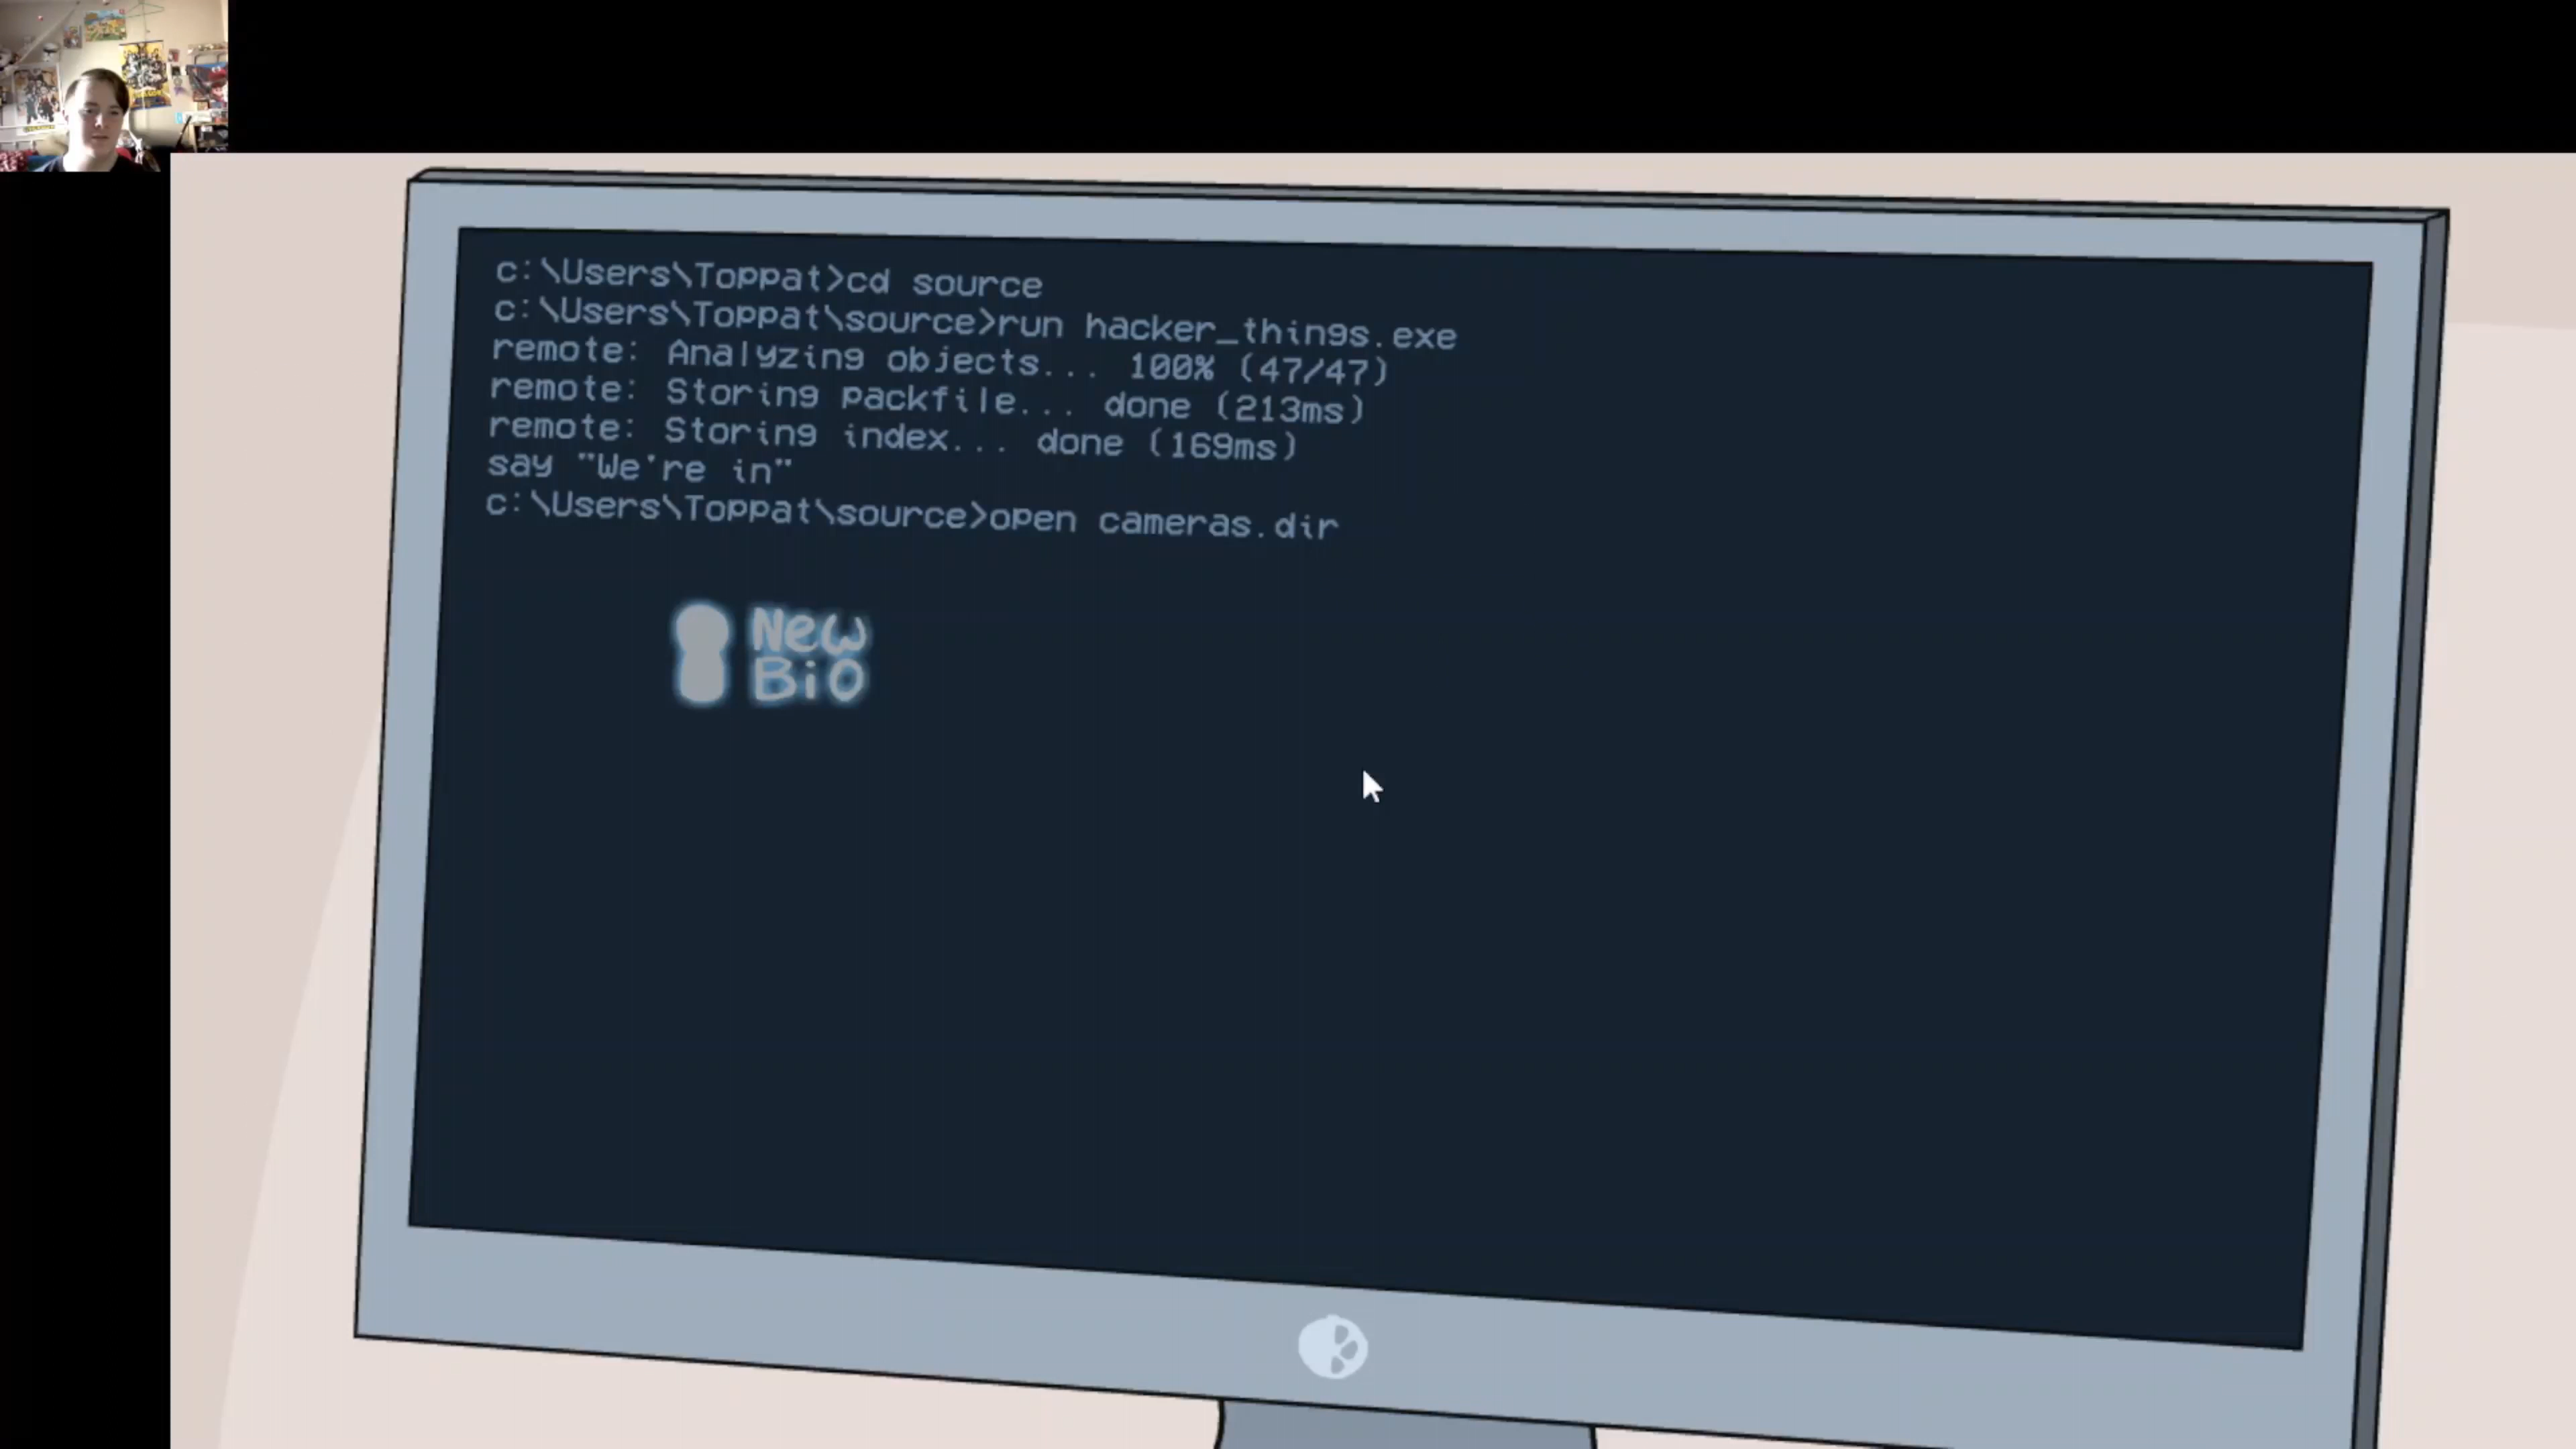 c:\Users\Toppat>cd source
c:\Users\Toppat\source>run hacker_things.exe
remote: Analyzing objects... 100% (47/47)
remote: Storing packfile... done (213ms)
remote: Storing index... done (169ms)
say "We're in"
c:\Users\Toppat\source>open cameras.dir
New
Bio